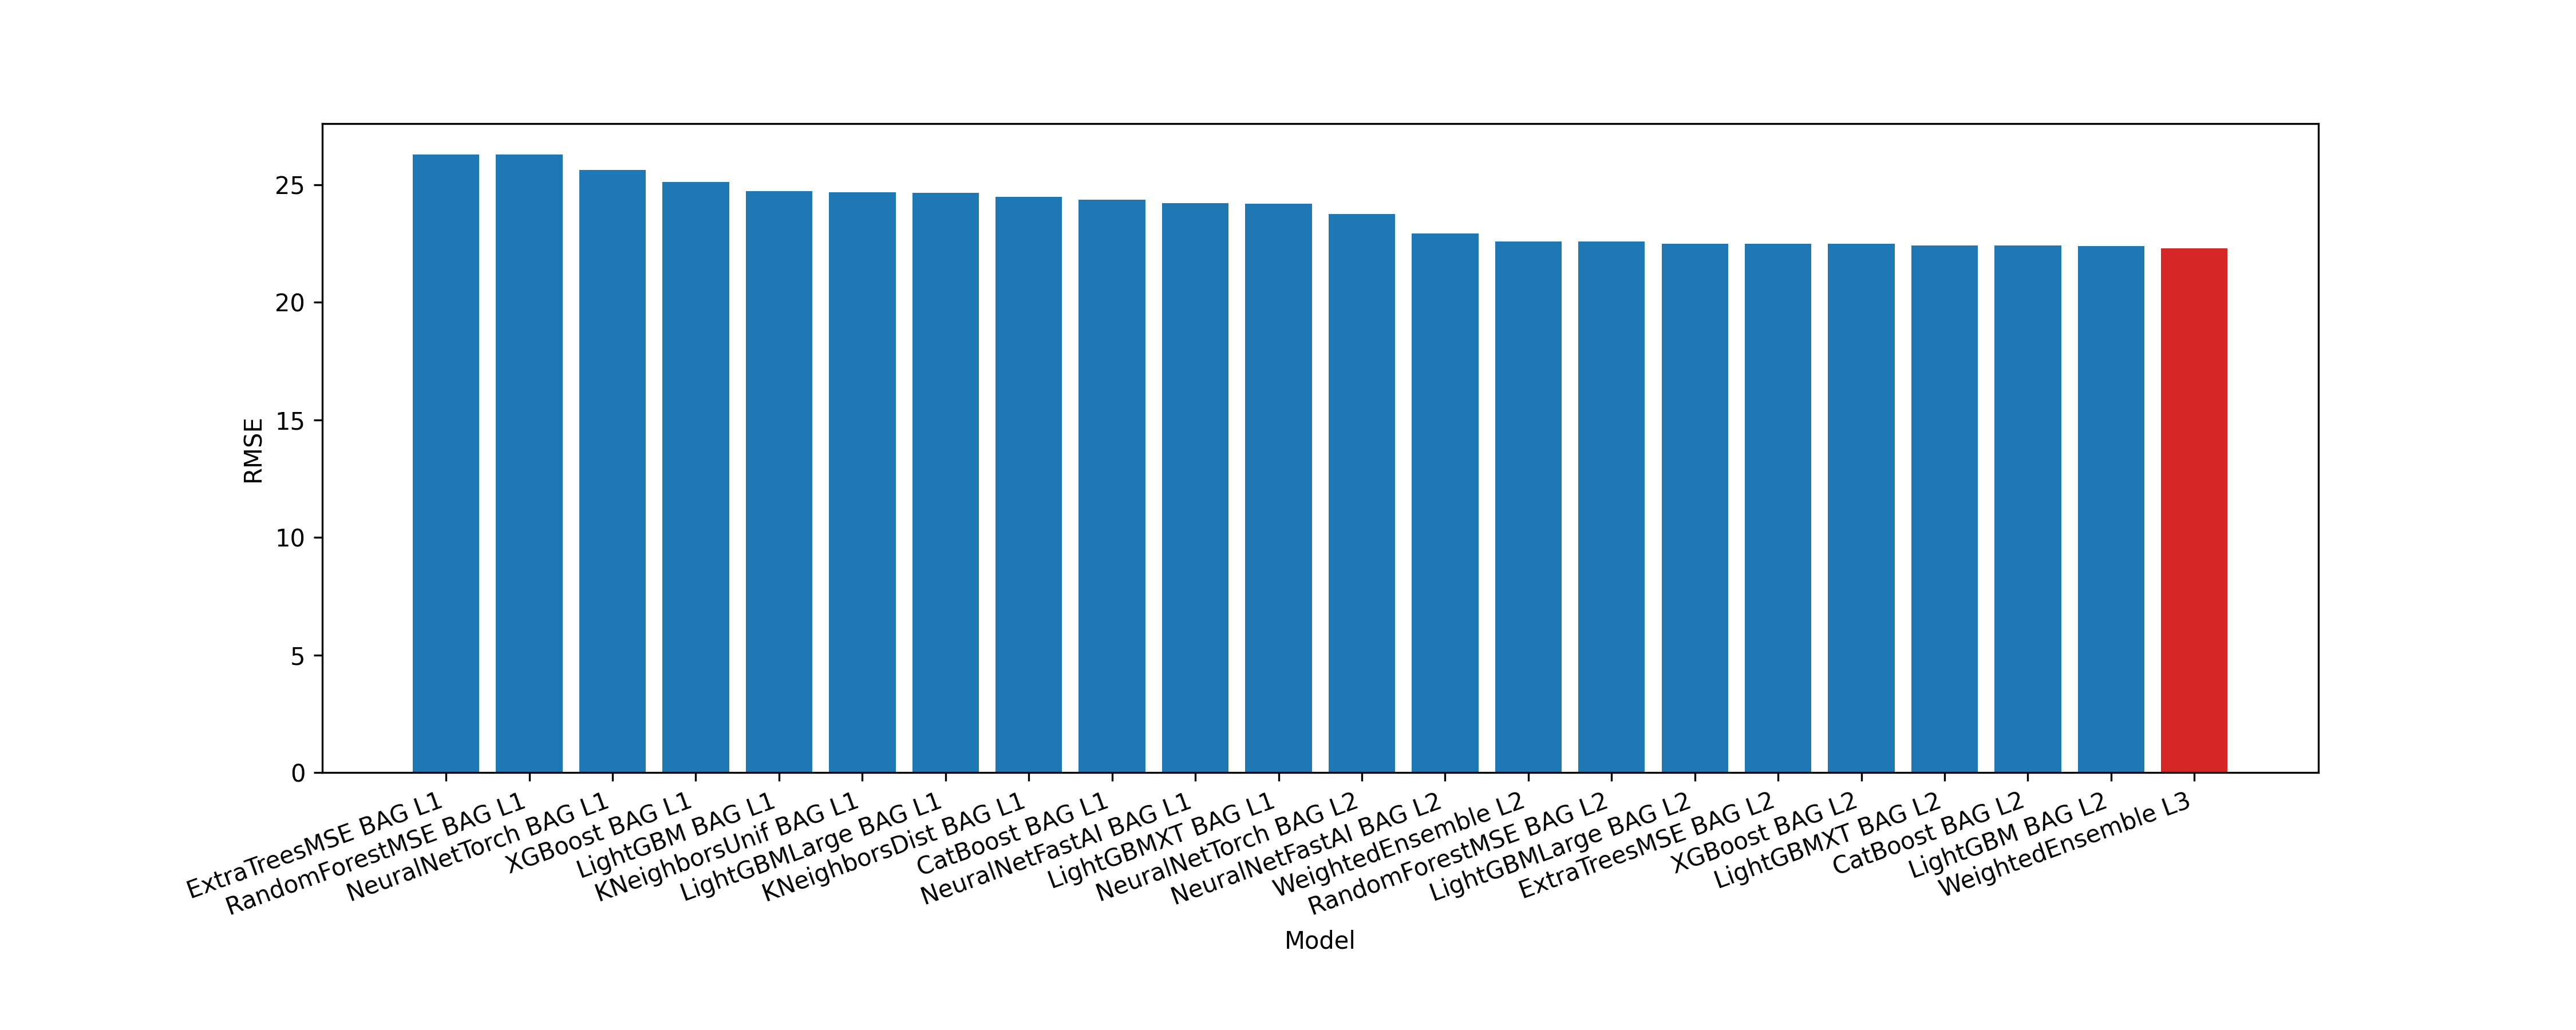 25
20
15
10
5
0
RMSE
ExtraTreesMSE BAG L1
RandomForestMSE BAG L1
NeuralNetTorch BAG L1
XGBoost BAG L1
LightGBM BAG L1
KNeighborsUnif BAG L1
LightGBMLarge BAG L1
KNeighborsDist BAG L1
CatBoost BAG L1
NeuralNetFastAI BAG L1
LightGBMXT BAG L1
NeuralNetTorch BAG L2
NeuralNetFastAI BAG L2
WeightedEnsemble L2
RandomForestMSE BAG L2
LightGBMLarge BAG L2
ExtraTreesMSE BAG L2
XGBoost BAG L2
LightGBMXT BAG L2
CatBoost BAG L2
LightGBM BAG L2
WeightedEnsemble L3
Model